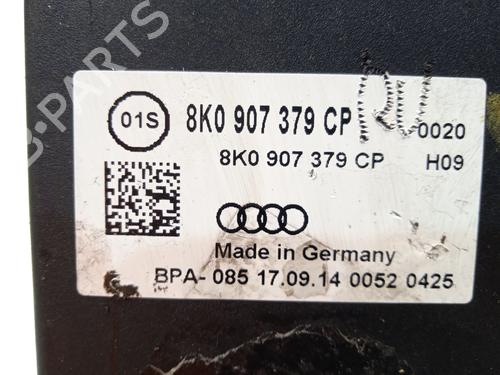 B-PARTS
01S
8K0 907 379 CP
0020
8K0 907 379 CP H09
Made in Germany
BPA- 085 17.09.14 0052 0425